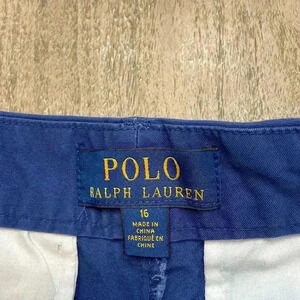 POLO
RALPH LAUREN
16
MADE IN
CHINA
FABRIQUÉ EN
CHINE